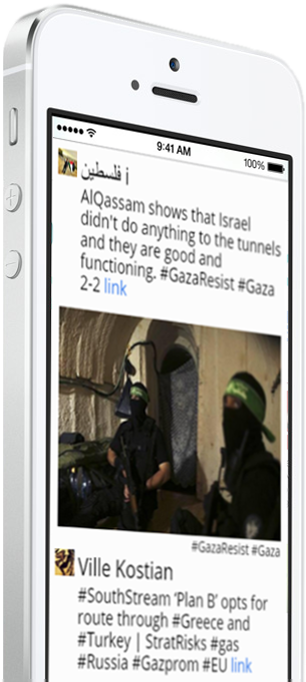 9:41 AM
100%
فلسطين i
AlQassam shows that Israel
didn't do anything to the tunnels
and they are good and
functioning. #GazaResist #Gaza
2-2 link
#GazaResist #Gaza
Ville Kostian
#SouthStream ‘Plan B’ opts for
route through #Greece and
#Turkey | StratRisks #gas
#Russia #Gazprom #EU link